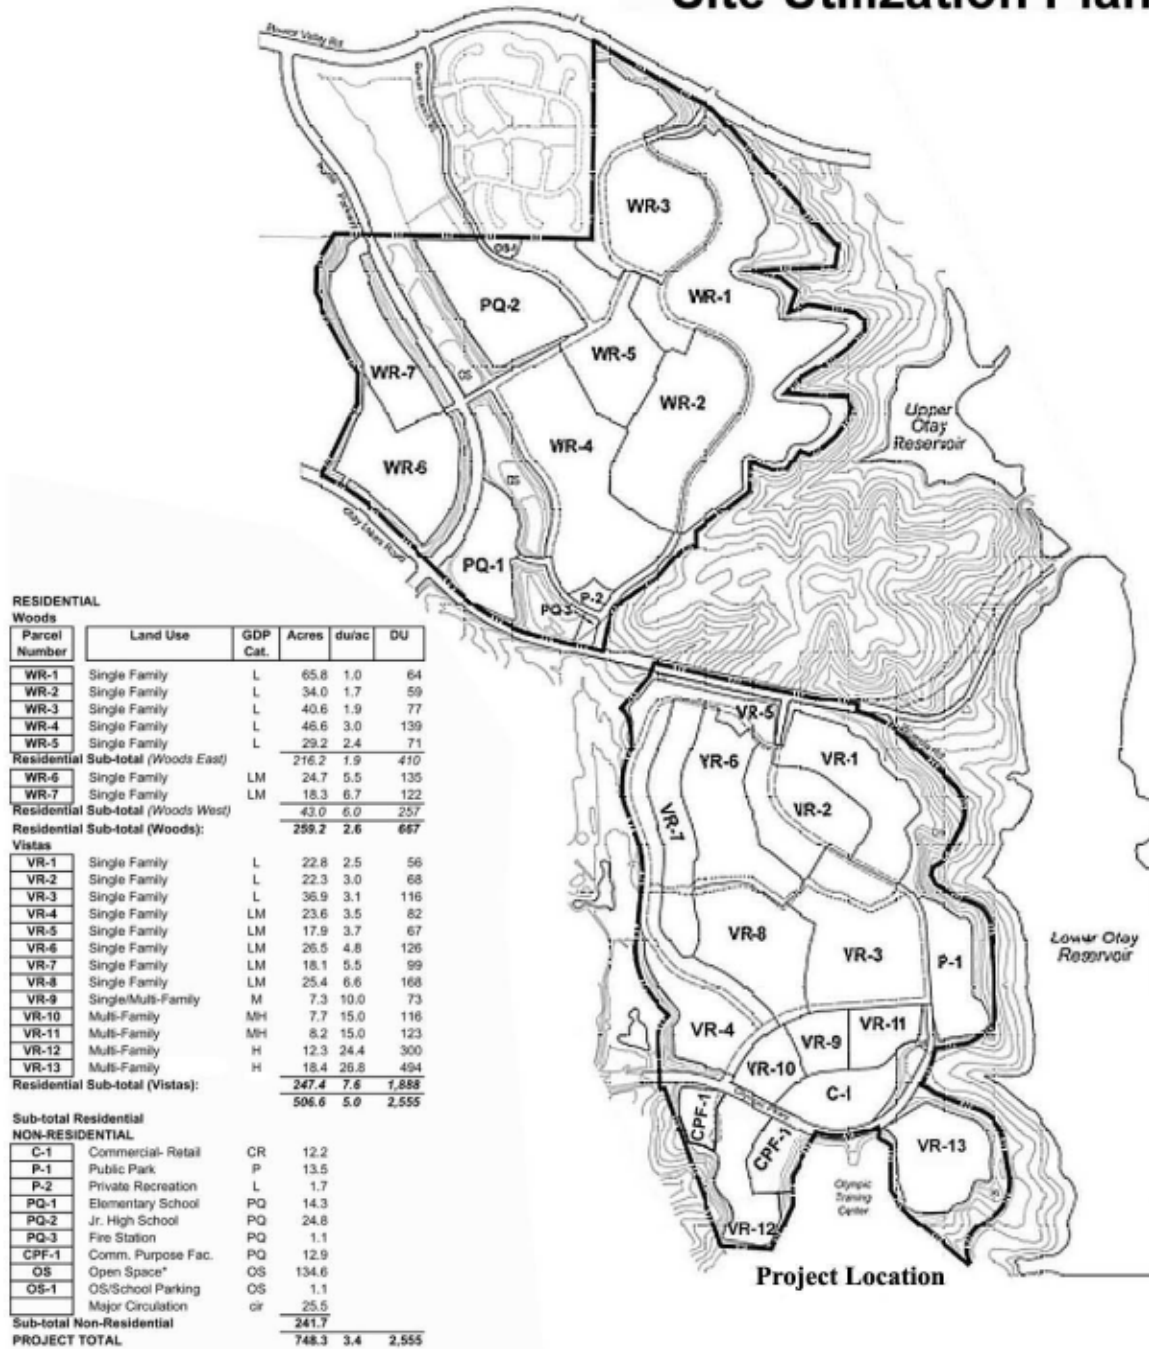 Site Utilization Plan
WR-3
OS-1
WR-1
PQ-2
WR-5
WR-7
OS
WR-2
Upper
Otay
Reservoir
WR-4
WR-6
OS
Otay Lakes Road
PQ-1
P-2
PQ-3
RESIDENTIAL
Woods
Parcel Number Land Use GDP Cat. Acres du/ac DU
WR-1 Single Family L 65.8 1.0 64
WR-2 Single Family L 34.0 1.7 59
WR-3 Single Family L 40.6 1.9 77
WR-4 Single Family L 46.6 3.0 139
WR-5 Single Family L 29.2 2.4 71
Residential Sub-total (Woods East) 216.2 1.9 410
WR-6 Single Family LM 24.7 5.5 135
WR-7 Single Family LM 18.3 6.7 122
Residential Sub-total (Woods West) 43.0 6.0 257
Residential Sub-total (Woods): 259.2 2.6 667
Vistas
VR-1 Single Family L 22.8 2.5 56
VR-2 Single Family L 22.3 3.0 68
VR-3 Single Family L 36.9 3.1 116
VR-4 Single Family LM 23.6 3.5 82
VR-5 Single Family LM 17.9 3.7 67
VR-6 Single Family LM 26.5 4.8 126
VR-7 Single Family LM 18.1 5.5 99
VR-8 Single Family LM 25.4 6.6 168
VR-9 Single/Multi-Family M 7.3 10.0 73
VR-10 Multi-Family MH 7.7 15.0 116
VR-11 Multi-Family MH 8.2 15.0 123
VR-12 Multi-Family H 12.3 24.4 300
VR-13 Multi-Family H 18.4 26.8 494
Residential Sub-total (Vistas): 247.4 7.6 1,888
506.6 5.0 2,555
Sub-total Residential
NON-RESIDENTIAL
C-1 Commercial- Retail CR 12.2
P-1 Public Park P 13.5
P-2 Private Recreation L 1.7
PQ-1 Elementary School PQ 14.3
PQ-2 Jr. High School PQ 24.8
PQ-3 Fire Station PQ 1.1
CPF-1 Comm. Purpose Fac. PQ 12.9
OS Open Space* OS 134.6
OS-1 OS/School Parking OS 1.1
Major Circulation cir 25.5
Sub-total Non-Residential 241.7
PROJECT TOTAL 748.3 3.4 2,555
VR-5
VR-6
VR-1
VR-2
VR-7
VR-8
VR-3
P-1
Lower Otay
Reservoir
VR-4
VR-9
VR-11
VR-10
C-1
CPF-1
CPF-1
VR-13
Olympic
Training
Center
VR-12
Project Location